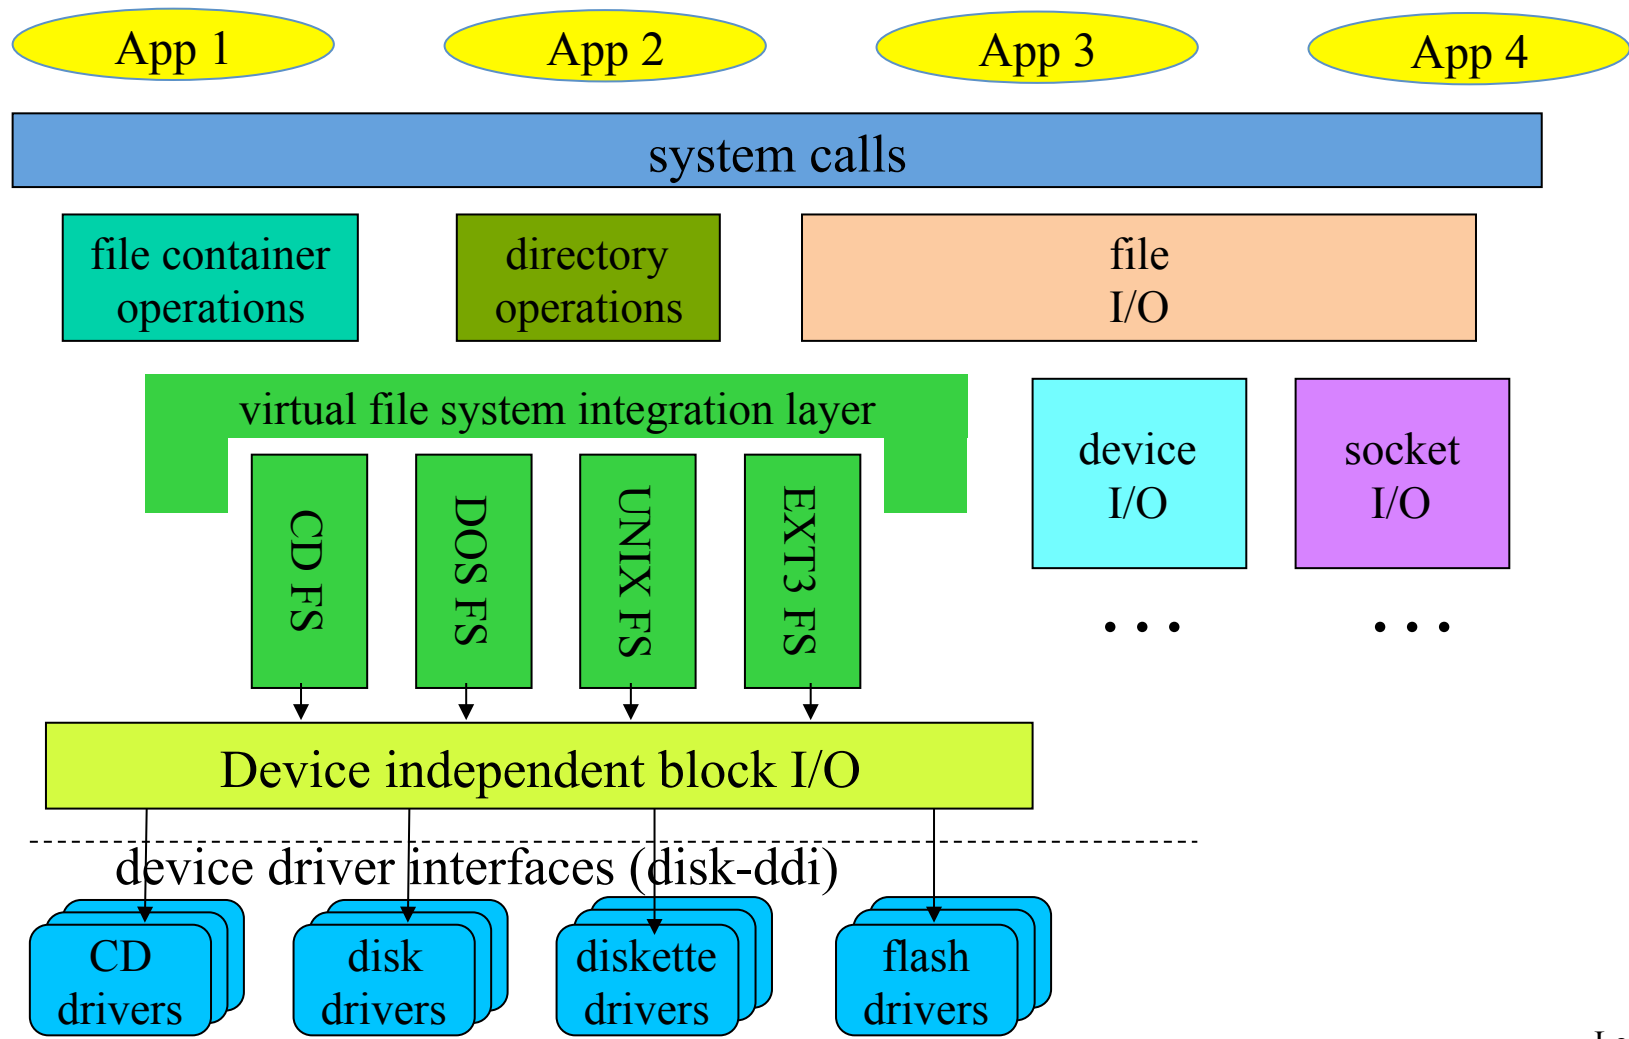 App 1
App 2
App 3
App 4
system calls
file container
operations
directory
operations
file
I/O
virtual file system integration layer
device
I/O
socket
I/O
CD FS
DOS FS
UNIX FS
EXT3 FS
...
...
Device independent block I/O
device driver interfaces (disk-ddi)
CD
drivers
disk
drivers
diskette
drivers
flash
drivers